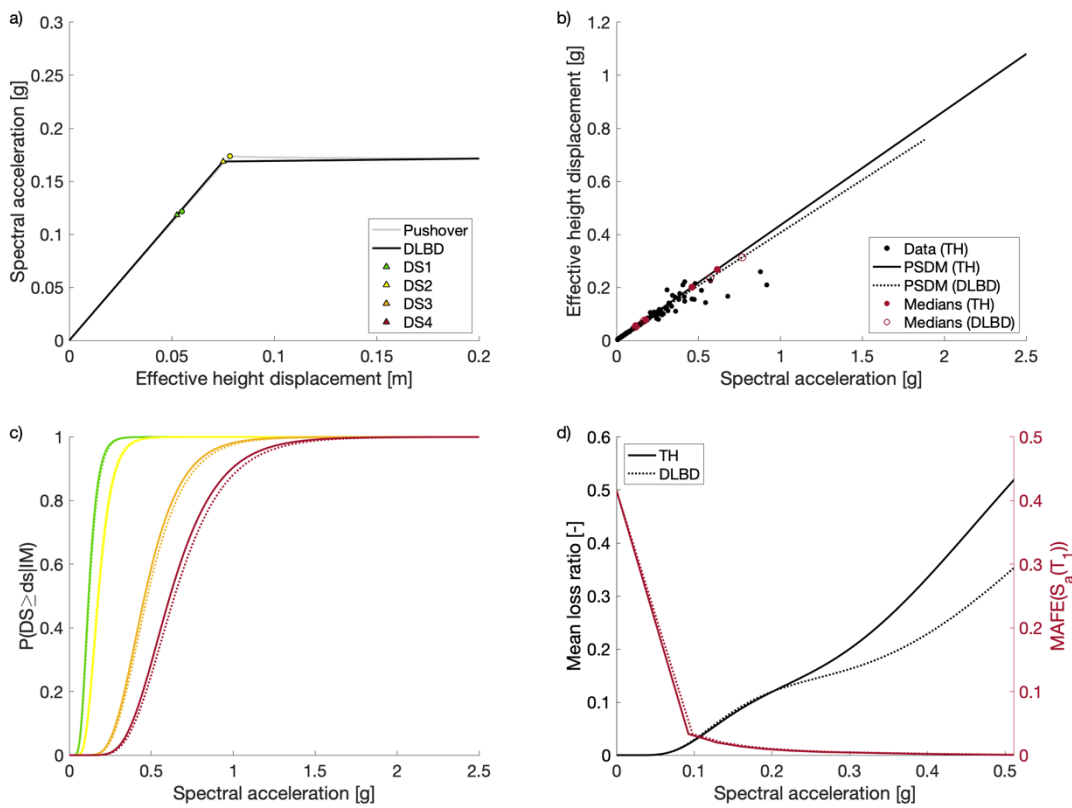 a)
0.3
0.25
0.2
0.15
0.1
0.05
0
Spectral acceleration [g]
Pushover
DLBD
DS1
DS2
DS3
DS4
0 0.05 0.1 0.15 0.2
Effective height displacement [m]
b)
1.2
1
0.8
0.6
0.4
0.2
0
Effective height displacement [g]
Data (TH)
PSDM (TH)
PSDM (DLBD)
Medians (TH)
Medians (DLBD)
0 0.5 1 1.5 2 2.5
Spectral acceleration [g]
c)
1
0.8
0.6
0.4
0.2
0
P(DS≥ds|IM)
0 0.5 1 1.5 2 2.5
Spectral acceleration [g]
d)
0.6
0.5
0.4
0.3
0.2
0.1
0
Mean loss ratio [-]
TH
DLBD
0.5
0.4
0.3
0.2
0.1
0
MAFE(S_a(T_1))
0 0.1 0.2 0.3 0.4 0.5
Spectral acceleration [g]